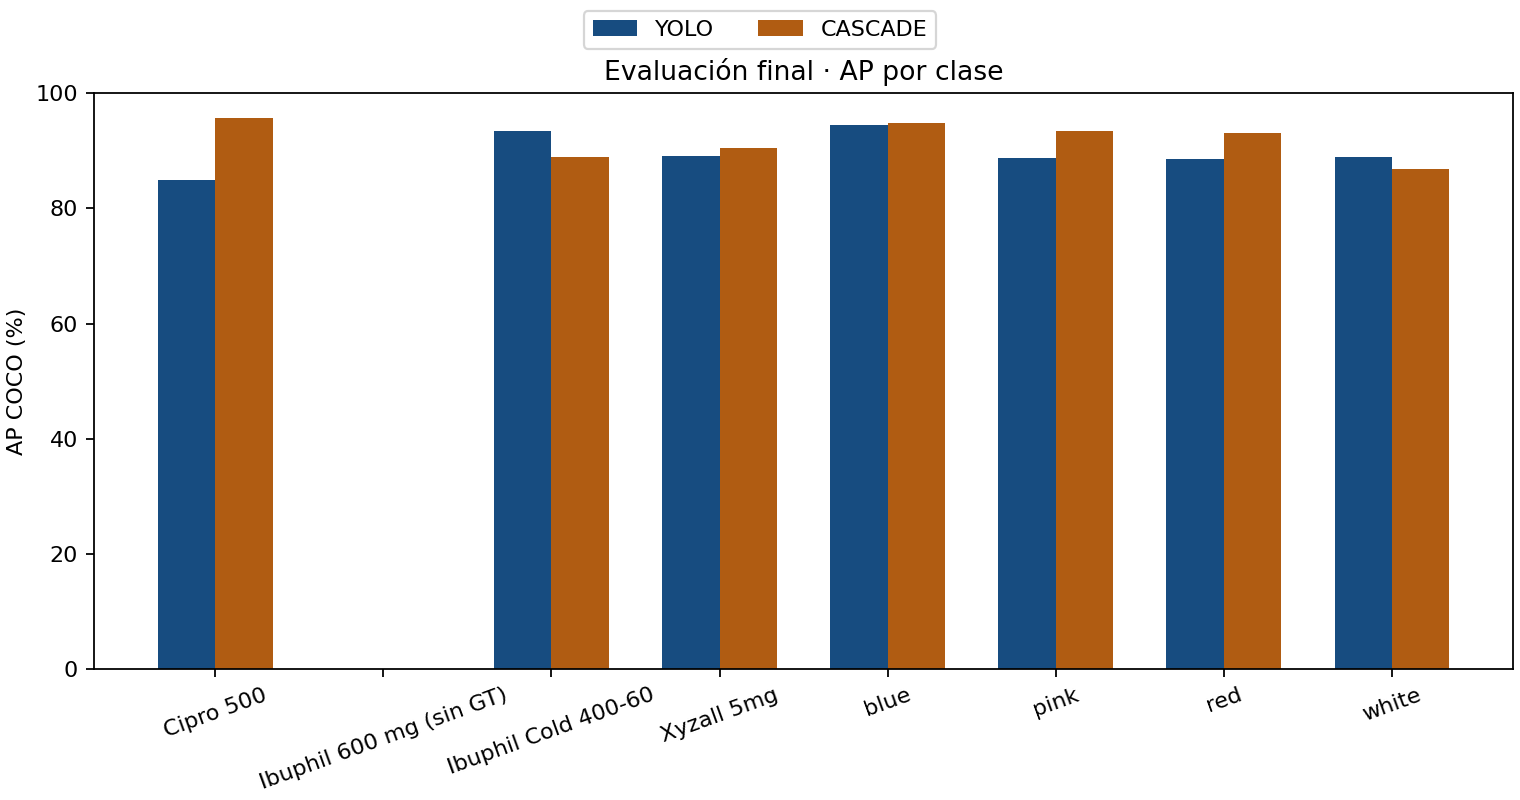 YOLO CASCADE
Evaluación final · AP por clase
AP COCO (%)
100
80
60
40
20
0
Cipro 500
Ibuphil 600 mg (sin GT)
Ibuphil Cold 400-60
Xyzall 5mg
blue
pink
red
white